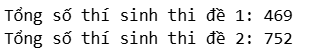 Tổng số thí sinh thi đề 1: 469
Tổng số thí sinh thi đề 2: 752